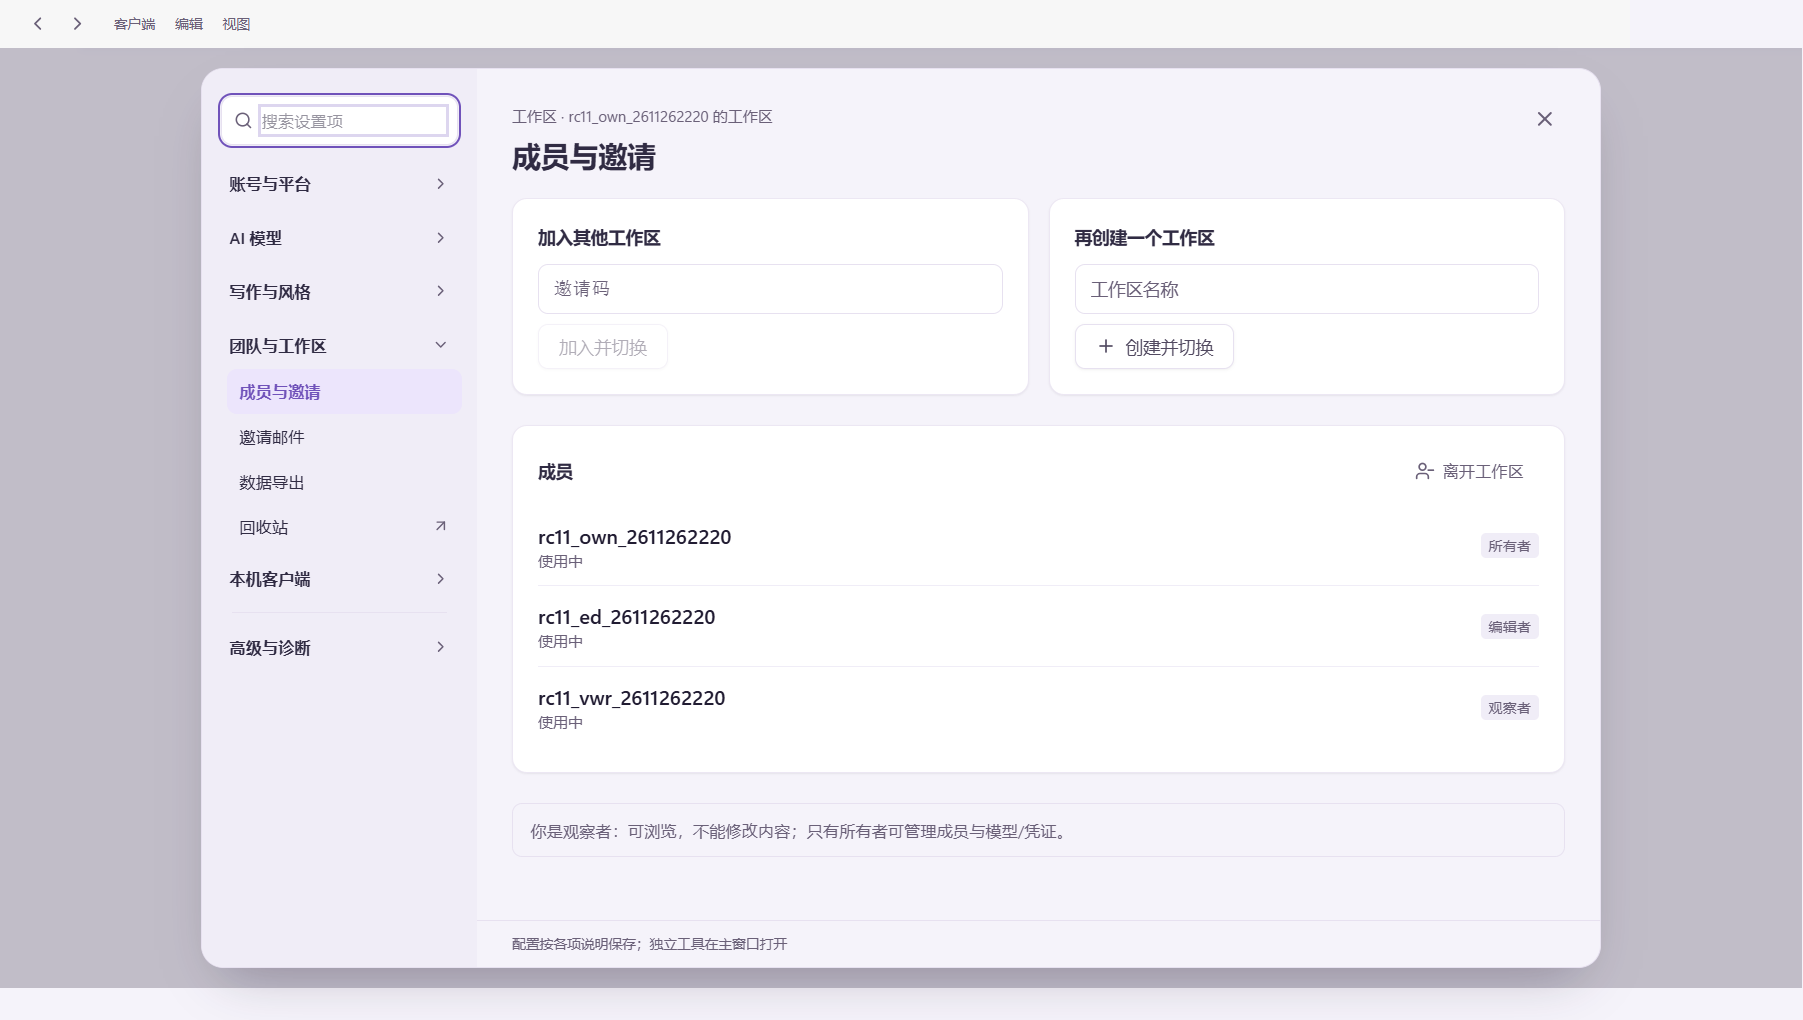 客户端 编辑 视图
搜索设置项
账号与平台
AI 模型
写作与风格
团队与工作区
成员与邀请
邀请邮件
数据导出
回收站
本机客户端
高级与诊断
工作区 · rc11_own_2611262220 的工作区
成员与邀请
加入其他工作区
邀请码
加入并切换
再创建一个工作区
工作区名称
创建并切换
成员
离开工作区
rc11_own_2611262220
使用中
所有者
rc11_ed_2611262220
使用中
编辑者
rc11_vwr_2611262220
使用中
观察者
你是观察者：可浏览，不能修改内容；只有所有者可管理成员与模型/凭证。
配置按各项说明保存；独立工具在主窗口打开